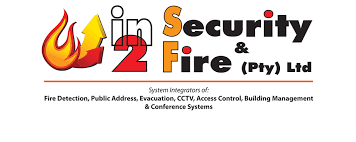 in 2 Security
& Fire (Pty) Ltd
System Integrators of:
Fire Detection, Public Address, Evacuation, CCTV, Access Control, Building Management
& Conference Systems